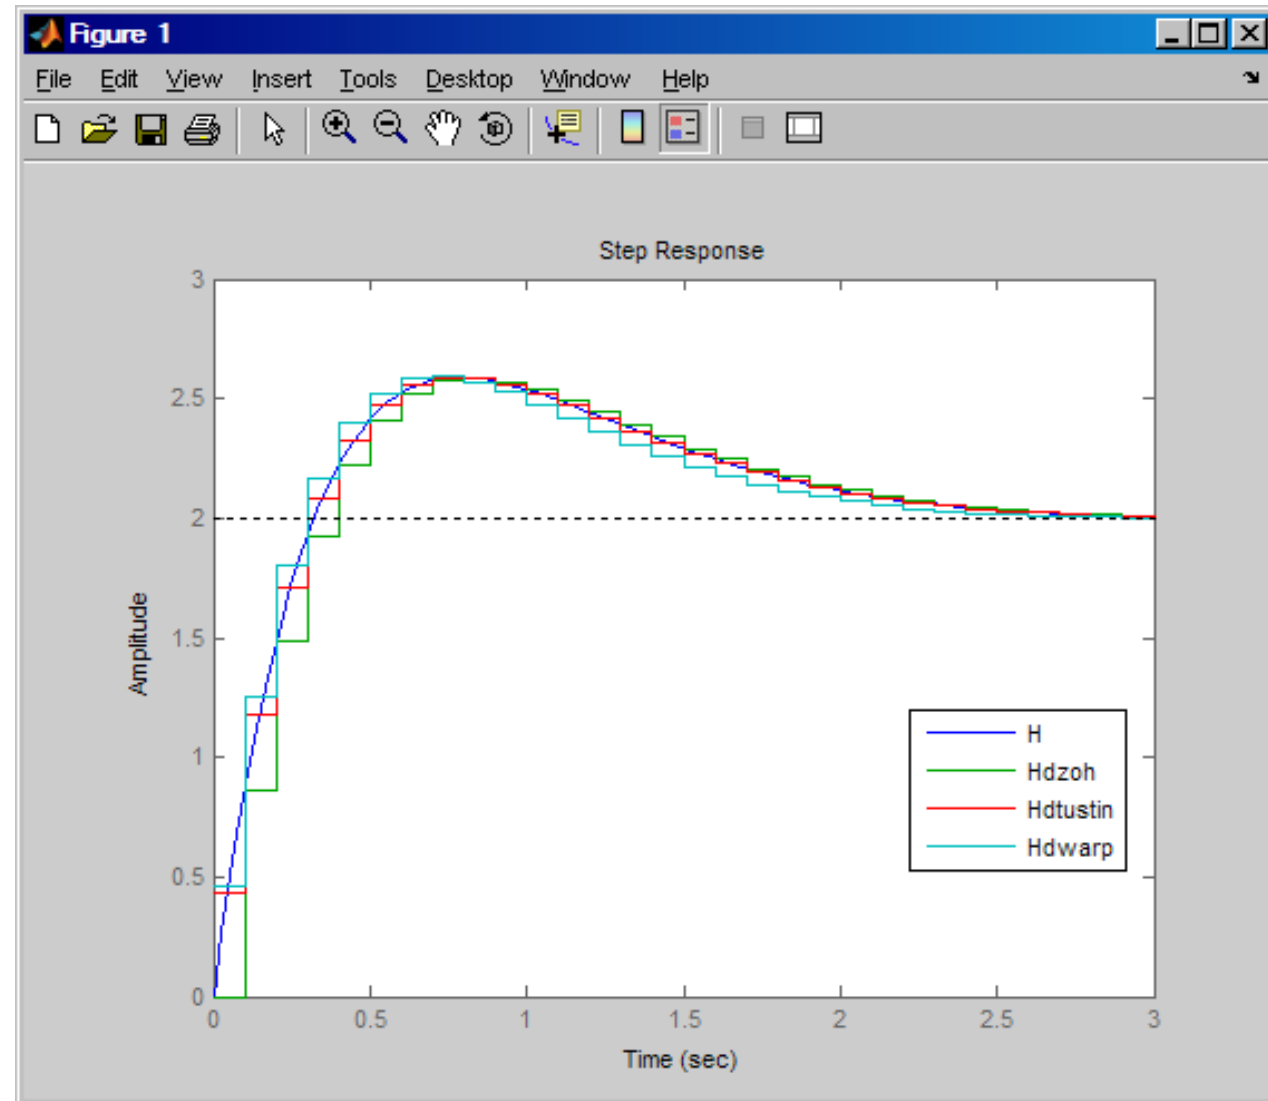 Figure 1
File Edit View Insert Tools Desktop Window Help
Step Response
3
2.5
2
1.5
1
0.5
0
Amplitude
0 0.5 1 1.5 2 2.5 3
Time (sec)
H
Hdzoh
Hdtustin
Hdwarp